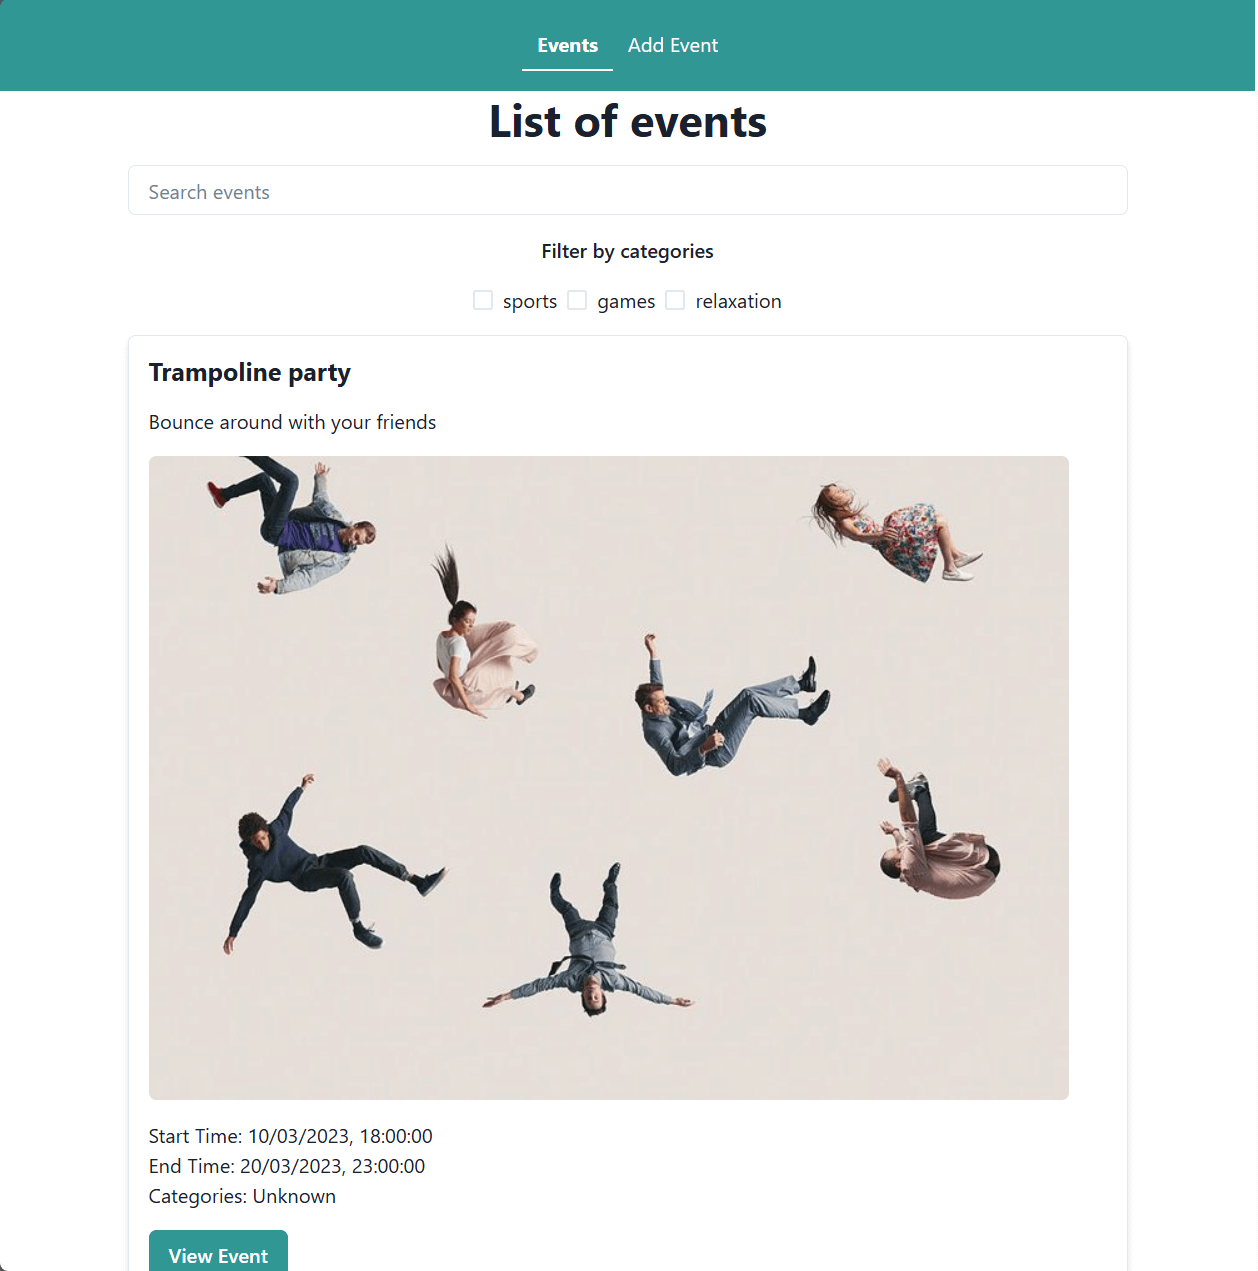 Events Add Event
List of events
Search events
Filter by categories
sports games relaxation
Trampoline party
Bounce around with your friends
Start Time: 10/03/2023, 18:00:00
End Time: 20/03/2023, 23:00:00
Categories: Unknown
View Event